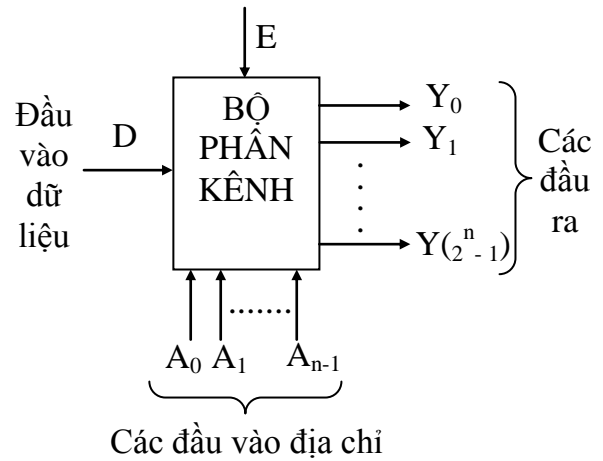 E
Đầu
vào
dữ
liệu
D
BỘ
PHÂN
KÊNH
Y₀
Y₁
Y(2ⁿ - 1)
Các
đầu
ra
A₀ A₁ A n-1
Các đầu vào địa chỉ